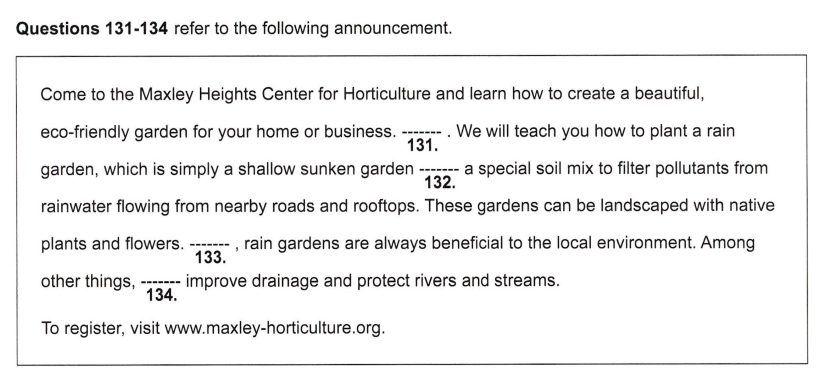 Questions 131-134 refer to the following announcement.
Come to the Maxley Heights Center for Horticulture and learn how to create a beautiful,
eco-friendly garden for your home or business. ------- . We will teach you how to plant a rain
131.
garden, which is simply a shallow sunken garden ------- a special soil mix to filter pollutants from
132.
rainwater flowing from nearby roads and rooftops. These gardens can be landscaped with native
plants and flowers. ------- , rain gardens are always beneficial to the local environment. Among
133.
other things, ------- improve drainage and protect rivers and streams.
134.
To register, visit www.maxley-horticulture.org.